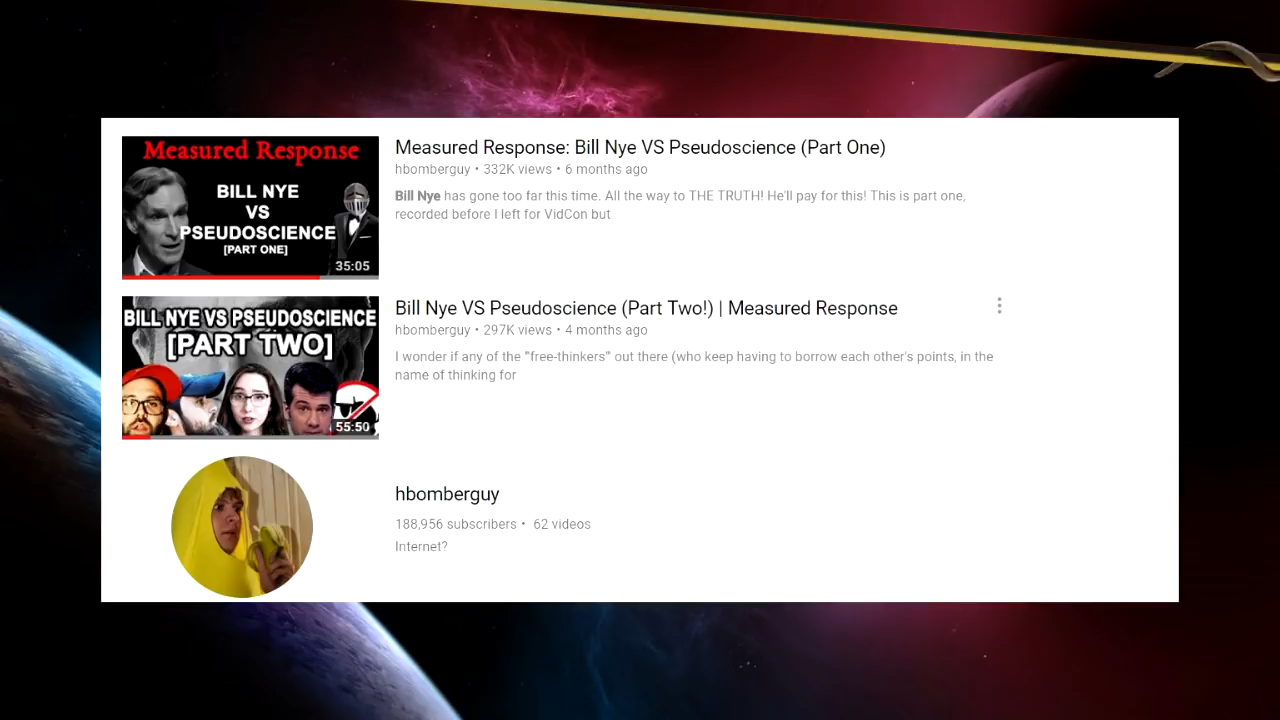 Measured Response
BILL NYE
VS
PSEUDOSCIENCE
[PART ONE]
35:05
Measured Response: Bill Nye VS Pseudoscience (Part One)
hbomberguy • 332K views • 6 months ago
Bill Nye has gone too far this time. All the way to THE TRUTH! He'll pay for this! This is part one,
recorded before I left for VidCon but
BILL NYE VS PSEUDOSCIENCE
[PART TWO]
55:50
Bill Nye VS Pseudoscience (Part Two!) | Measured Response
hbomberguy • 297K views • 4 months ago
I wonder if any of the "'free-thinkers'" out there (who keep having to borrow each other's points, in the
name of thinking for
hbomberguy
188,956 subscribers • 62 videos
Internet?